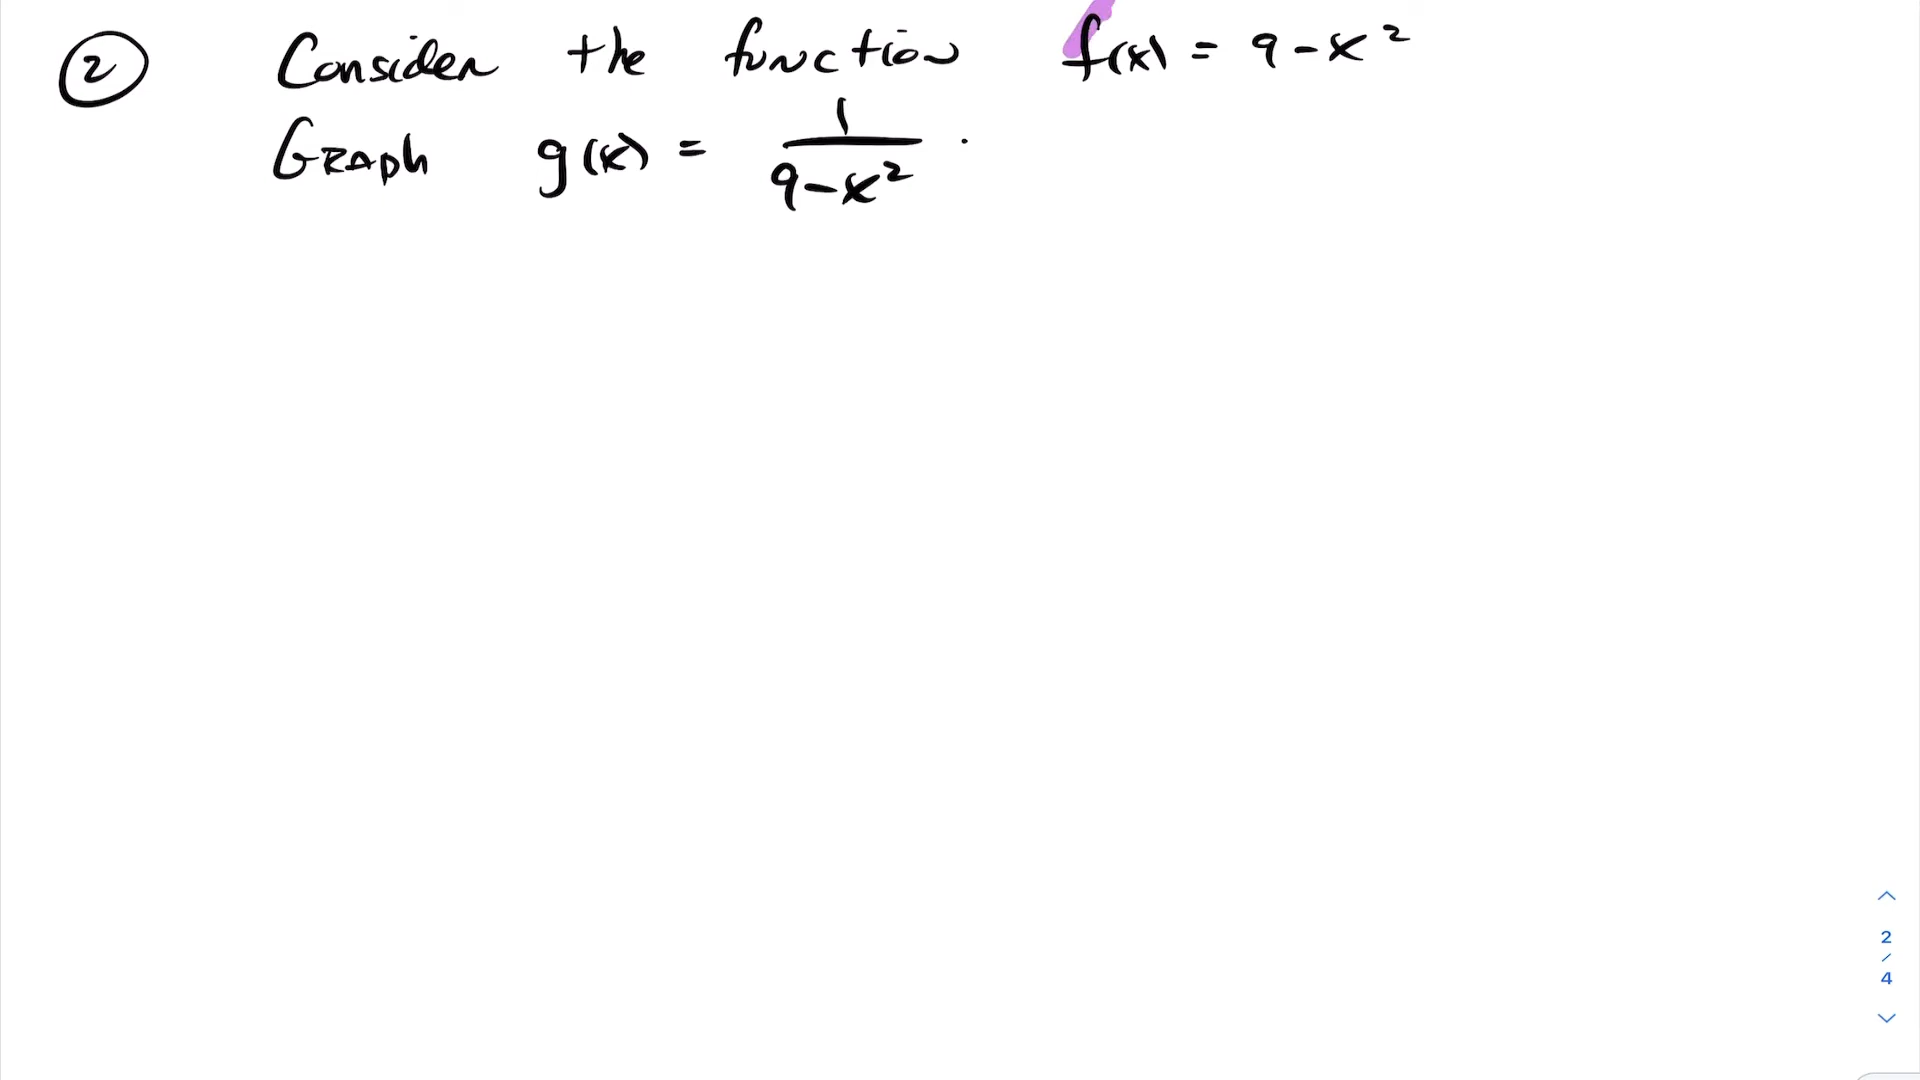 2 Consider the function f(x) = 9-x²
GRAph g(x) = 1/(9-x²).
2
/
4